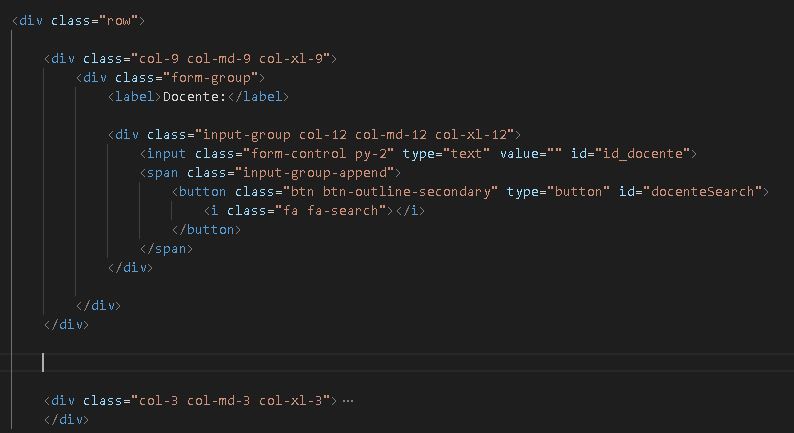 <div class="row">
<div class="col-9 col-md-9 col-xl-9">
<div class="form-group">
<label>Docente:</label>
<div class="input-group col-12 col-md-12 col-xl-12">
<input class="form-control py-2" type="text" value="" id="id_docente">
<span class="input-group-append">
<button class="btn btn-outline-secondary" type="button" id="docenteSearch">
<i class="fa fa-search"></i>
</button>
</span>
</div>
</div>
</div>
<div class="col-3 col-md-3 col-xl-3">…
</div>